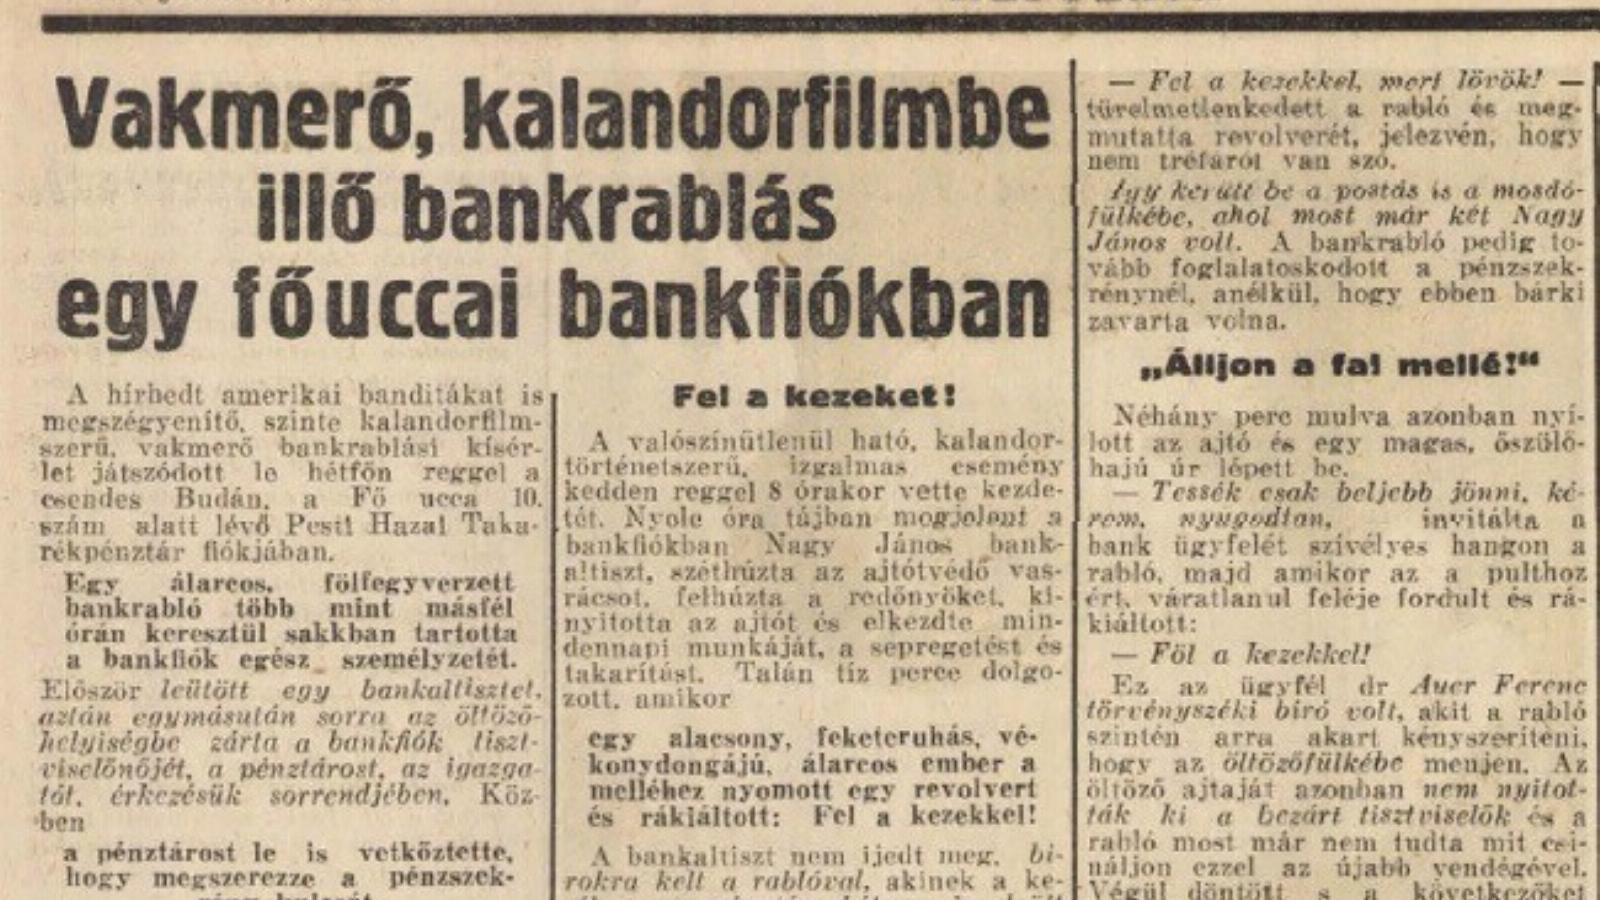 Vakmerő, kalandorfilmbe
illő bankrablás
egy főuccai bankfiókban
A hírhedt amerikai banditákat is
megszégyenítő, szinte kalandorfilm-
szerű, vakmerő bankrablási kísér-
let játszódott le hétfőn reggel a
csendes Budán, a Fő ucca 10.
szám alatt lévő Pesti Hazai Taka-
rékpénztár fiókjában.
Egy álarcos, fölfegyverzett
bankrabló több mint másfél
órán keresztül sakkban tartotta
a bankfiók egész személyzetét.
Először leütött egy bankaltisztet,
aztán egymásután sorra az öltöző-
helyiségbe zárta a bankfiók tiszt-
viselőnőjét, a pénztárost, az igazga-
tót, érkezésük sorrendjében. Köz-
ben
a pénztárost le is vetkőztette,
hogy megszerezze a pénzszek-
Fel a kezeket!
A valószínűtlenül ható, kalandor-
történetszerű, izgalmas esemény
kedden reggel 8 órakor vette kezde-
tét. Nyolc óra tájban megjelent a
bankfiókban Nagy János bank-
altiszt, széthúzta az ajtótvédő vas-
rácsot, felhúzta a redőnyöket, ki-
nyitotta az ajtót és elkezdte min-
dennapi munkáját, a sepregetést és
takarítást. Talán tíz perce dolgo-
zott, amikor
egy alacsony, feketeruhás, vé-
konydongájú, álarcos ember a
melléhez nyomott egy revolvert
és rákiáltott: Fel a kezekkel!
A bankaltiszt nem ijedt meg, bi-
rokra kelt a rablóval, akinek a ke-
— Fel a kezekkel, mert lövök! —
türelmetlenkedett a rabló és meg-
mutatta revolverét, jelezvén, hogy
nem tréfáról van szó.
Így került be a postás is a mosdó-
fülkébe, ahol most már két Nagy
János volt. A bankrabló pedig to-
vább foglalatoskodott a pénzszek-
rénynél, anélkül, hogy ebben bárki
zavarta volna.
„Álljon a fal mellé!“
Néhány perc mulva azonban nyí-
lott az ajtó és egy magas, őszülő-
hajú úr lépett be.
— Tessék csak beljebb jönni, ké-
rem, nyugodtan, invitálta a
bank ügyfelét szívélyes hangon a
rabló, majd amikor az a pulthoz
ért, váratlanul feléje fordult és rá-
kiáltott:
— Föl a kezekkel!
Ez az ügyfél dr Auer Ferenc
törvényszéki bíró volt, akit a rabló
szintén arra akart kényszeríteni,
hogy az öltözőfülkébe menjen. Az
öltöző ajtaját azonban nem nyitot-
ták ki a bezárt tisztviselők és a
rabló most már nem tudta mit csi-
náljon ezzel az újabb vendégével.
Végül döntött s a következőket